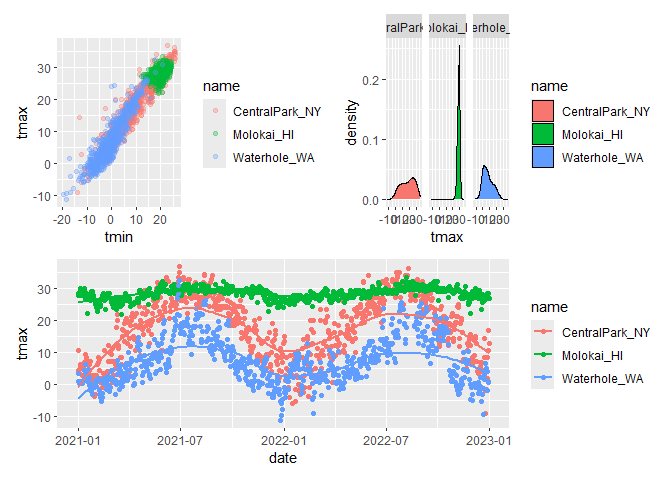 tmax
30
20
10
0
-10
-20
-10
0
10
20
tmin
name
CentralPark_NY
Molokai_HI
Waterhole_WA
density
0.2
0.1
0.0
tmax
name
CentralPark_NY
Molokai_HI
Waterhole_WA
tmax
30
20
10
0
-10
2021-01
2021-07
2022-01
2022-07
2023-01
date
name
CentralPark_NY
Molokai_HI
Waterhole_WA